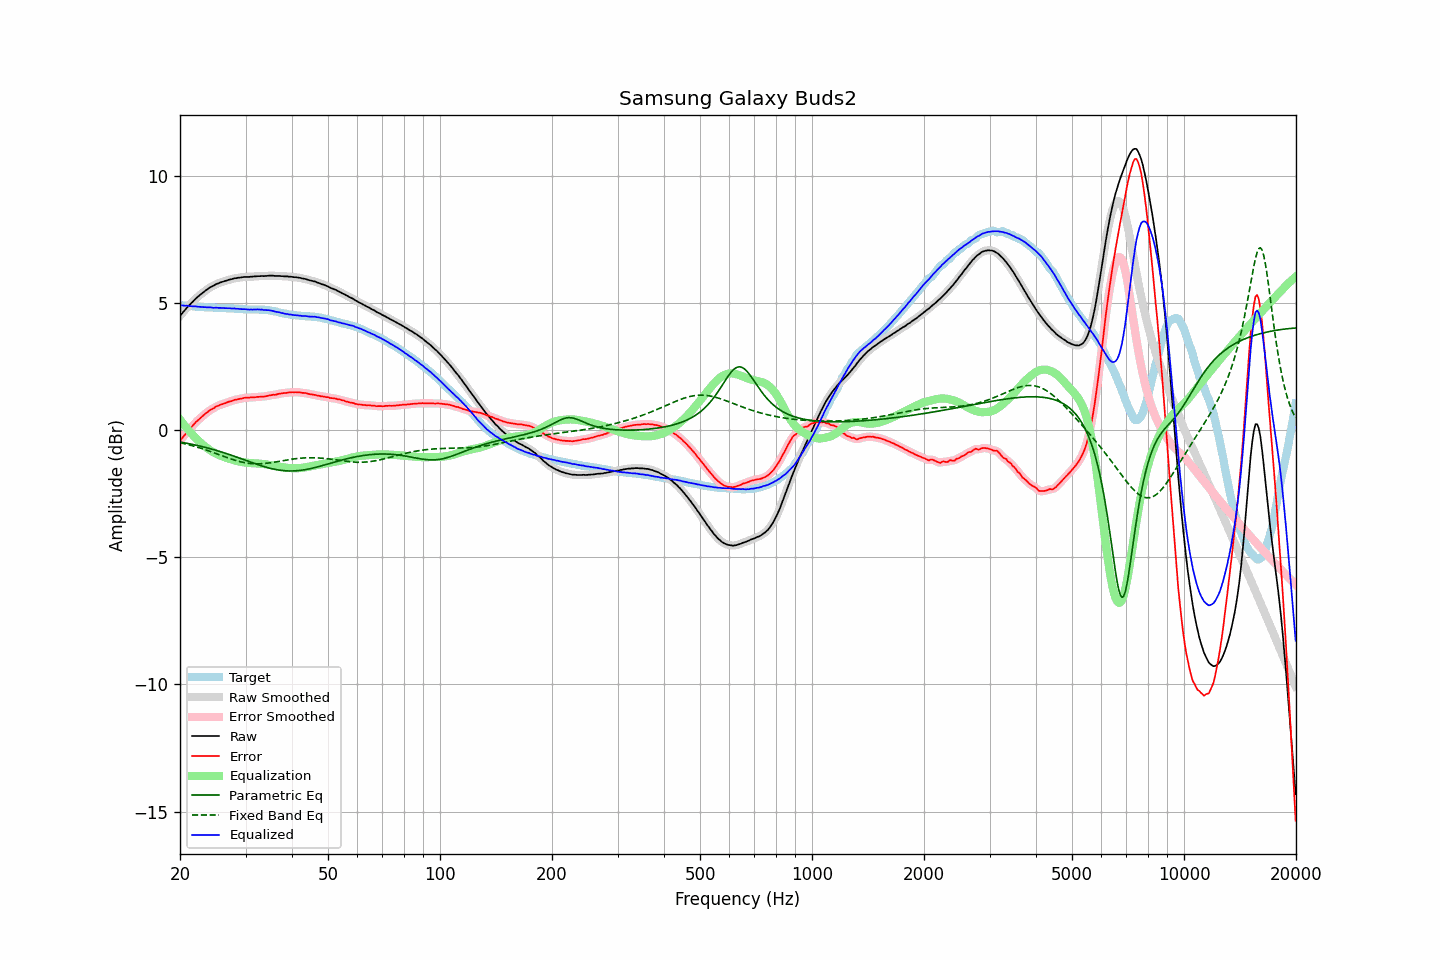 Samsung Galaxy Buds2
Amplitude (dBr)
10
5
0
−5
−10
−15
Target
Raw Smoothed
Error Smoothed
Raw
Error
Equalization
Parametric Eq
Fixed Band Eq
Equalized
20 50 100 200 500 1000 2000 5000 10000 20000
Frequency (Hz)